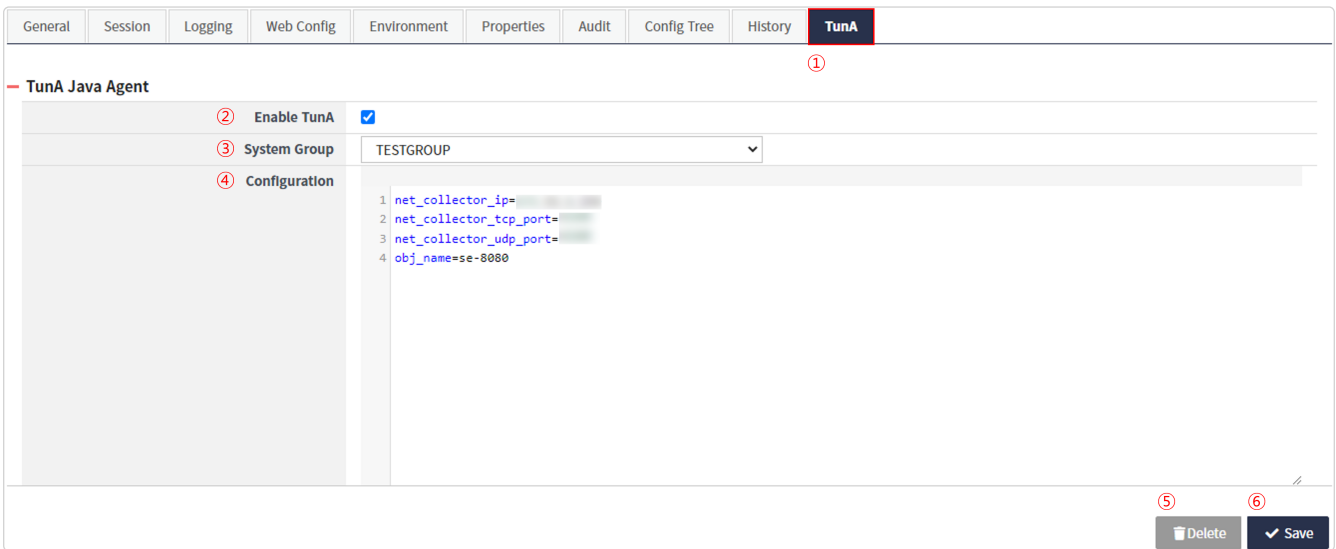 General Session Logging Web Config Environment Properties Audit Config Tree History TunA
①
TunA Java Agent
② Enable TunA
③ System Group TESTGROUP
④ Configuration
1 net_collector_ip=
2 net_collector_tcp_port=
3 net_collector_udp_port=
4 obj_name=se-8080
⑤ ⑥
Delete Save